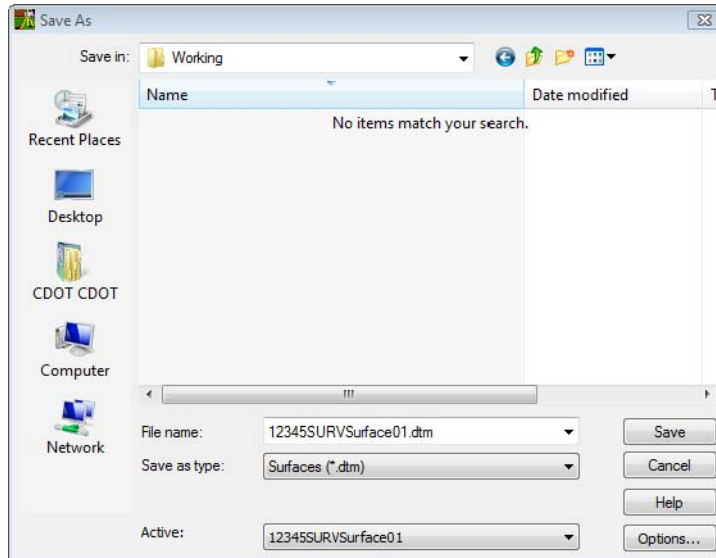 Save As
Save in:
Working
Name
Date modified
T
No items match your search.
Recent Places
Desktop
CDOT CDOT
Computer
Network
File name:
12345SURVSurface01.dtm
Save
Save as type:
Surfaces (*.dtm)
Cancel
Help
Active:
12345SURVSurface01
Options...